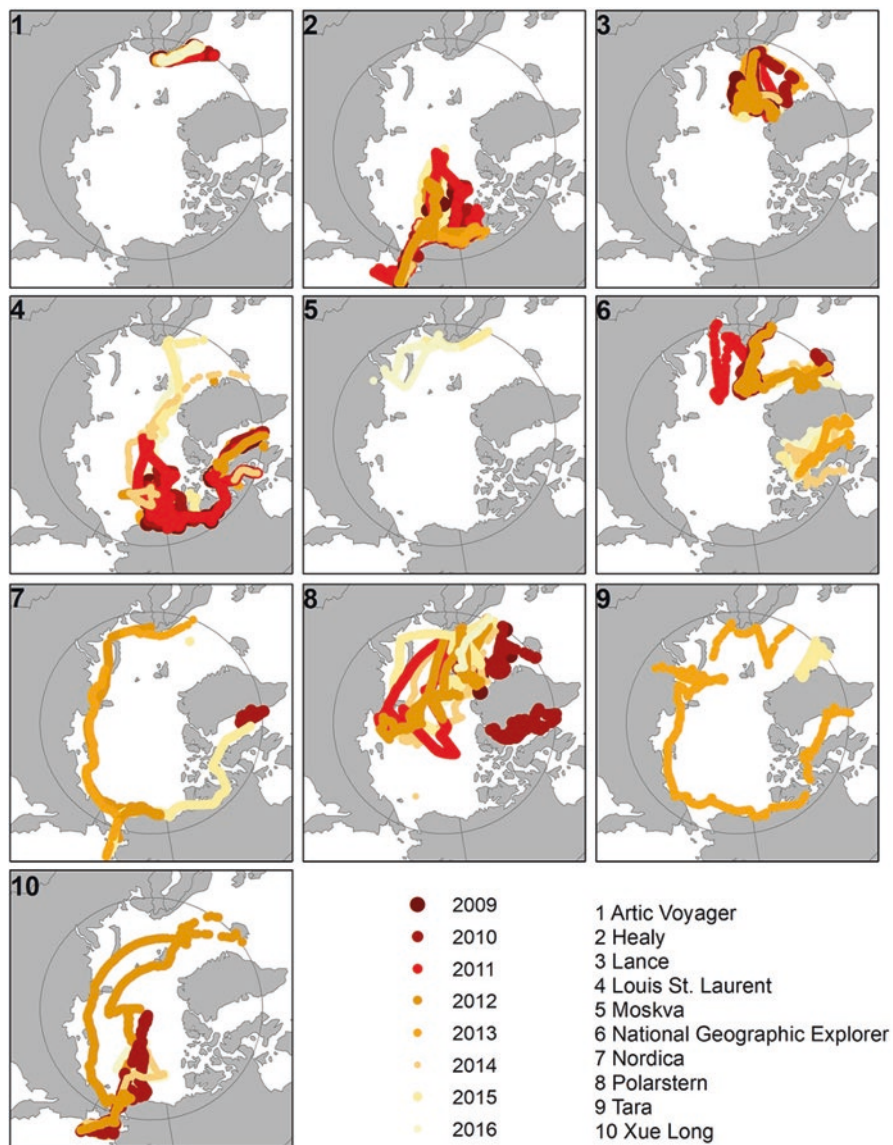 1
2
3
4
5
6
7
8
9
10
2009
2010
2011
2012
2013
2014
2015
2016
1 Artic Voyager
2 Healy
3 Lance
4 Louis St. Laurent
5 Moskva
6 National Geographic Explorer
7 Nordica
8 Polarstern
9 Tara
10 Xue Long